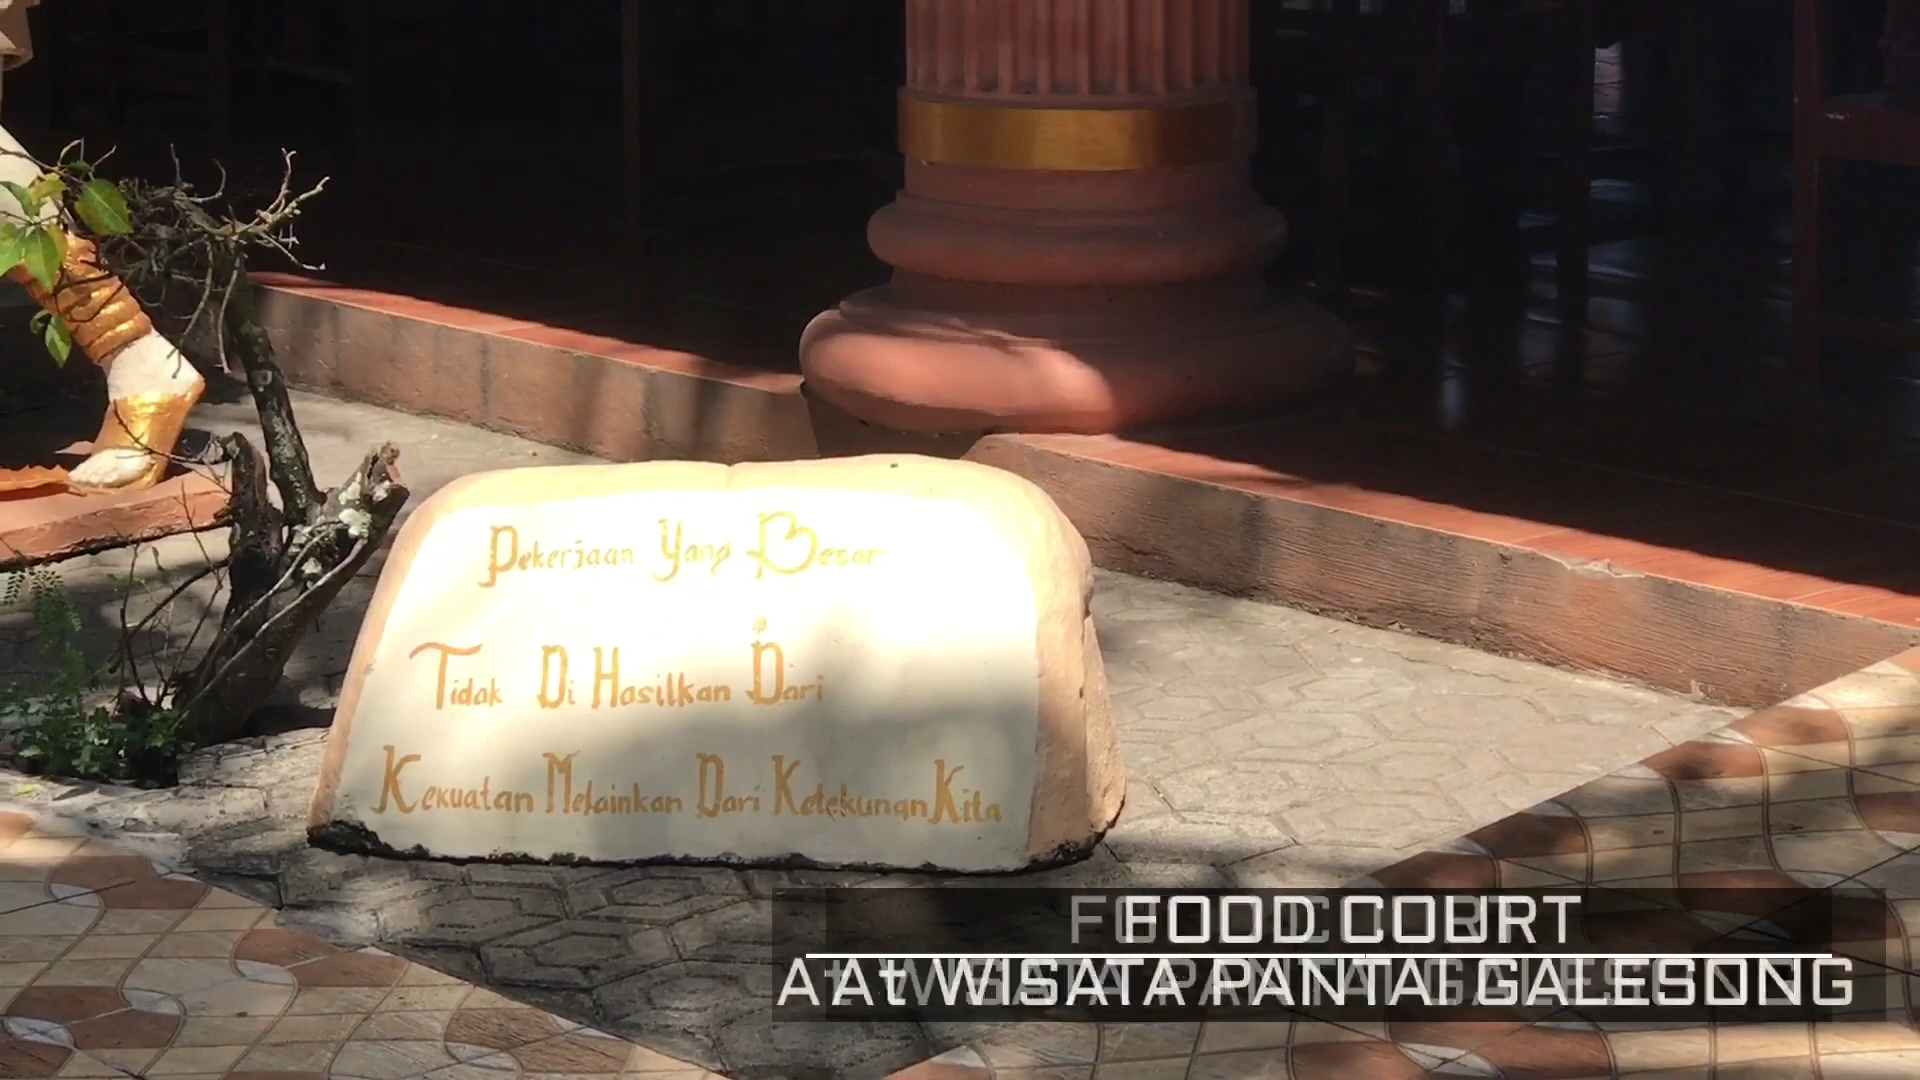 Pekerjaan Yang Besar
Tidak Di Hasilkan Dari
Kekuatan Melainkan Dari Ketekunan Kita
FOOD COURT
At WISATA PANTAI GALESONG